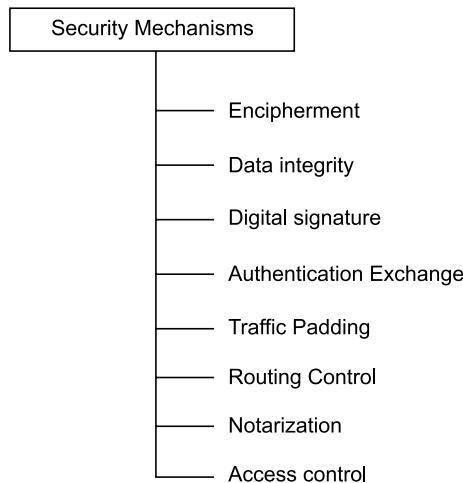 Security Mechanisms
Encipherment
Data integrity
Digital signature
Authentication Exchange
Traffic Padding
Routing Control
Notarization
Access control